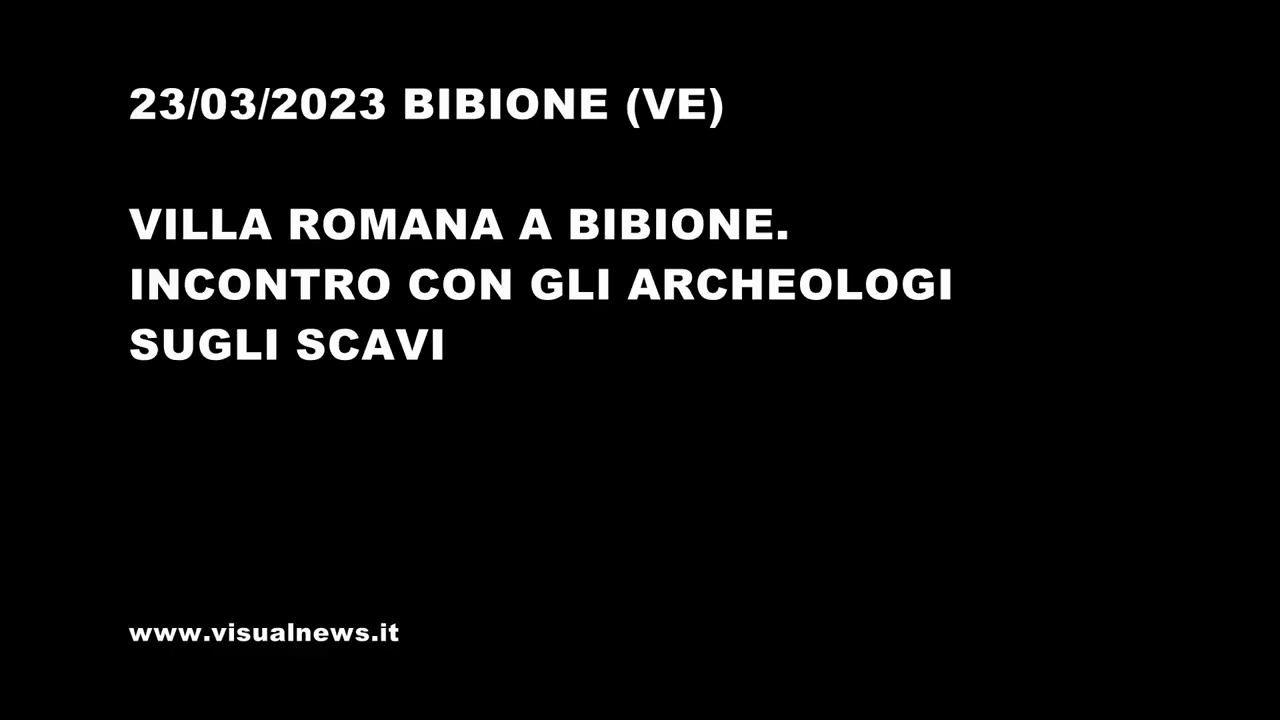 23/03/2023 BIBIONE (VE)
VILLA ROMANA A BIBIONE.
INCONTRO CON GLI ARCHEOLOGI
SUGLI SCAVI
www.visualnews.it